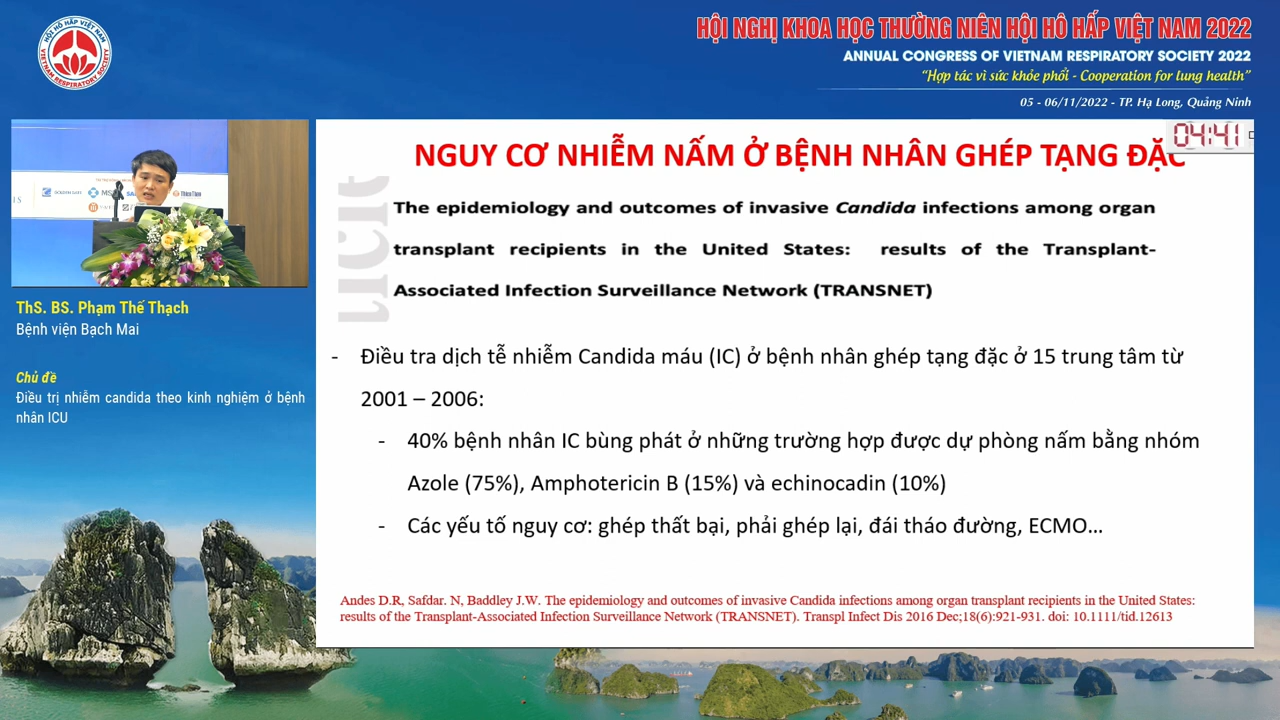 HỘI HÔ HẤP VIỆT NAM
VIETNAM RESPIRATORY SOCIETY
HỘI NGHỊ KHOA HỌC THƯỜNG NIÊN HỘI HÔ HẤP VIỆT NAM 2022
ANNUAL CONGRESS OF VIETNAM RESPIRATORY SOCIETY 2022
“Hợp tác vì sức khỏe phổi - Cooperation for lung health”
05 - 06/11/2022 - TP. Hạ Long, Quảng Ninh
04:41
ThS. BS. Phạm Thế Thạch
Bệnh viện Bạch Mai
Chủ đề
Điều trị nhiễm candida theo kinh nghiệm ở bệnh
nhân ICU
NGUY CƠ NHIỄM NẤM Ở BỆNH NHÂN GHÉP TẠNG ĐẶC
The epidemiology and outcomes of invasive Candida infections among organ
transplant recipients in the United States: results of the Transplant-
Associated Infection Surveillance Network (TRANSNET)
- Điều tra dịch tễ nhiễm Candida máu (IC) ở bệnh nhân ghép tạng đặc ở 15 trung tâm từ
2001 – 2006:
- 40% bệnh nhân IC bùng phát ở những trường hợp được dự phòng nấm bằng nhóm
Azole (75%), Amphotericin B (15%) và echinocadin (10%)
- Các yếu tố nguy cơ: ghép thất bại, phải ghép lại, đái tháo đường, ECMO...
Andes D.R, Safdar. N, Baddley J.W. The epidemiology and outcomes of invasive Candida infections among organ transplant recipients in the United States:
results of the Transplant-Associated Infection Surveillance Network (TRANSNET). Transpl Infect Dis 2016 Dec;18(6):921-931. doi: 10.1111/tid.12613